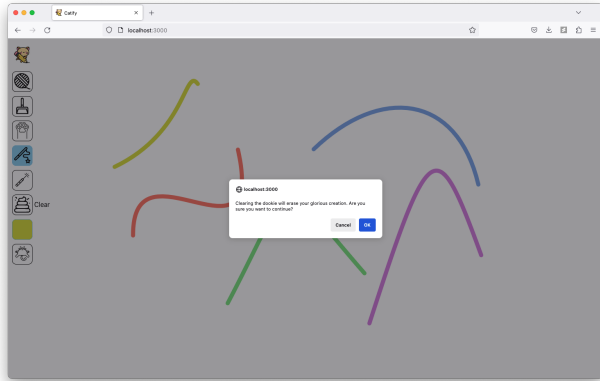 Catify
localhost:3000
localhost:3000
Clearing the dookie will erase your glorious creation. Are you
sure you want to continue?
Cancel
OK
Clear